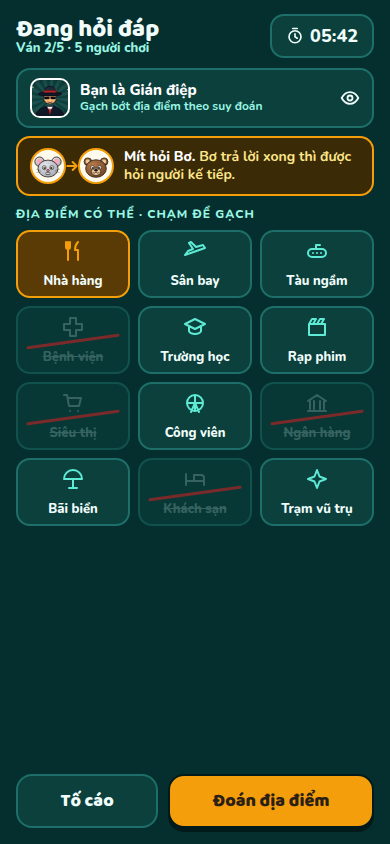 Đang hỏi đáp
Ván 2/5 · 5 người chơi
05:42
Bạn là Gián điệp
Gạch bớt địa điểm theo suy đoán
Mít hỏi Bơ. Bơ trả lời xong thì được
hỏi người kế tiếp.
ĐỊA ĐIỂM CÓ THỂ · CHẠM ĐỂ GẠCH
Nhà hàng
Sân bay
Tàu ngầm
Bệnh viện
Trường học
Rạp phim
Siêu thị
Công viên
Ngân hàng
Bãi biển
Khách sạn
Trạm vũ trụ
Tố cáo
Đoán địa điểm